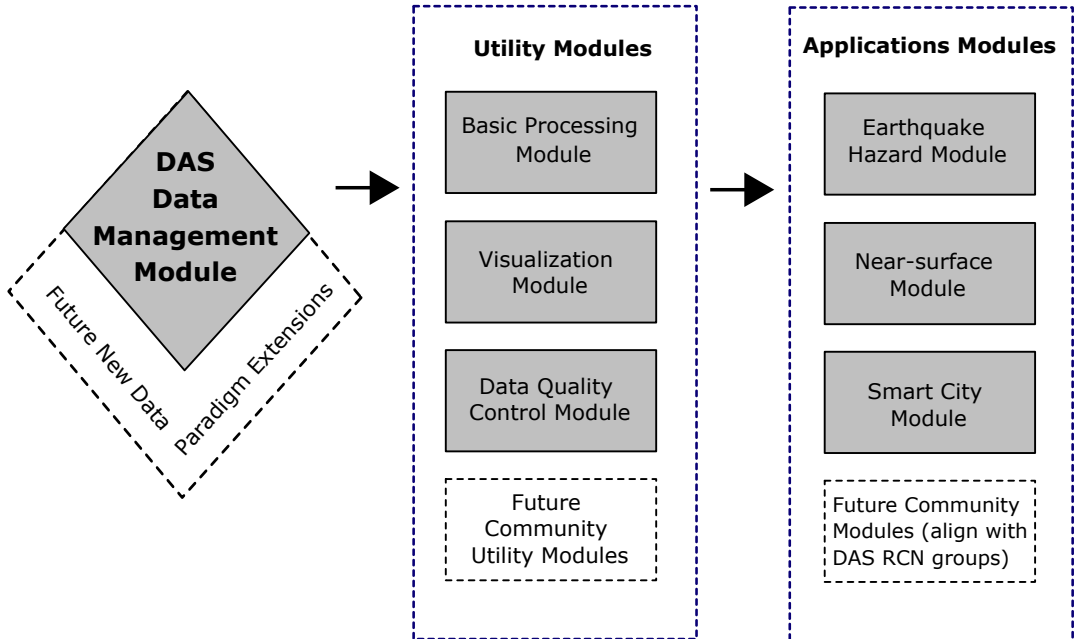 DAS
Data
Management
Module
Future New Data
Paradigm Extensions
Utility Modules
Basic Processing
Module
Visualization
Module
Data Quality
Control Module
Future
Community
Utility Modules
Applications Modules
Earthquake
Hazard Module
Near-surface
Module
Smart City
Module
Future Community
Modules (align with
DAS RCN groups)